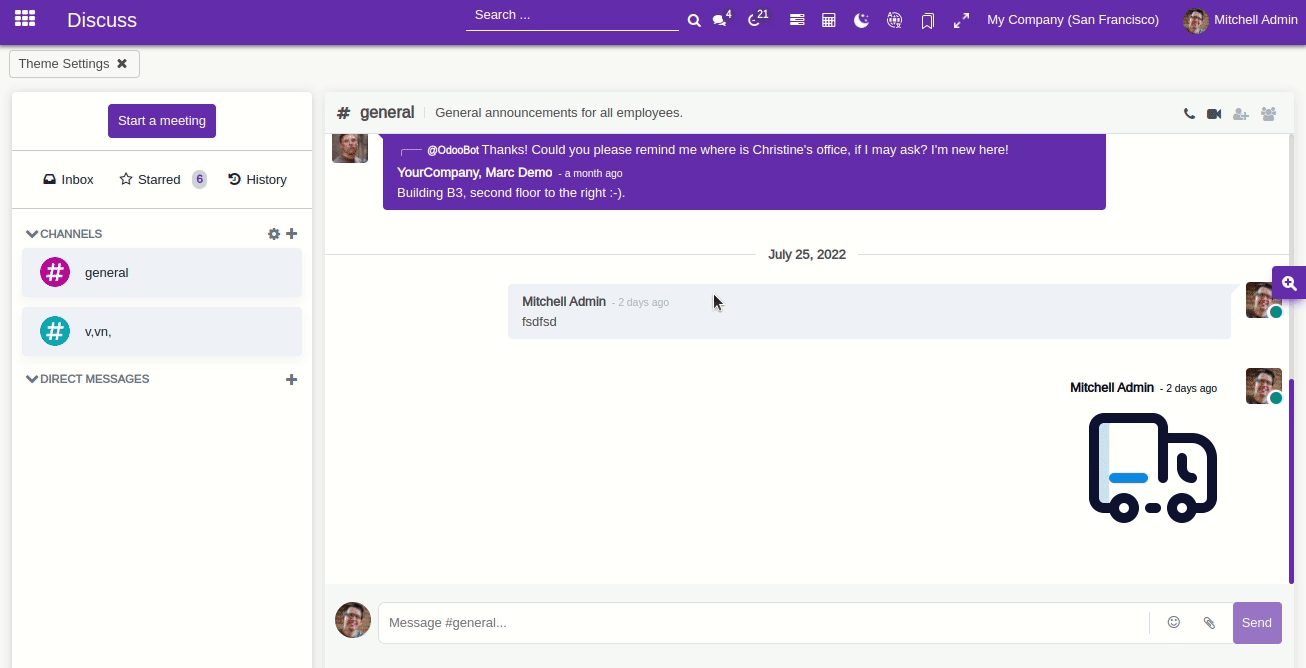 Discuss
Search ...
4
21
My Company (San Francisco)
Mitchell Admin
Theme Settings ✖
Start a meeting
Inbox
Starred 6
History
CHANNELS
# general
# v,vn,
DIRECT MESSAGES
# general
General announcements for all employees.
@OdooBot Thanks! Could you please remind me where is Christine's office, if I may ask? I'm new here!
YourCompany, Marc Demo - a month ago
Building B3, second floor to the right :-).
July 25, 2022
Mitchell Admin - 2 days ago
fsdfsd
Mitchell Admin - 2 days ago
Message #general...
Send